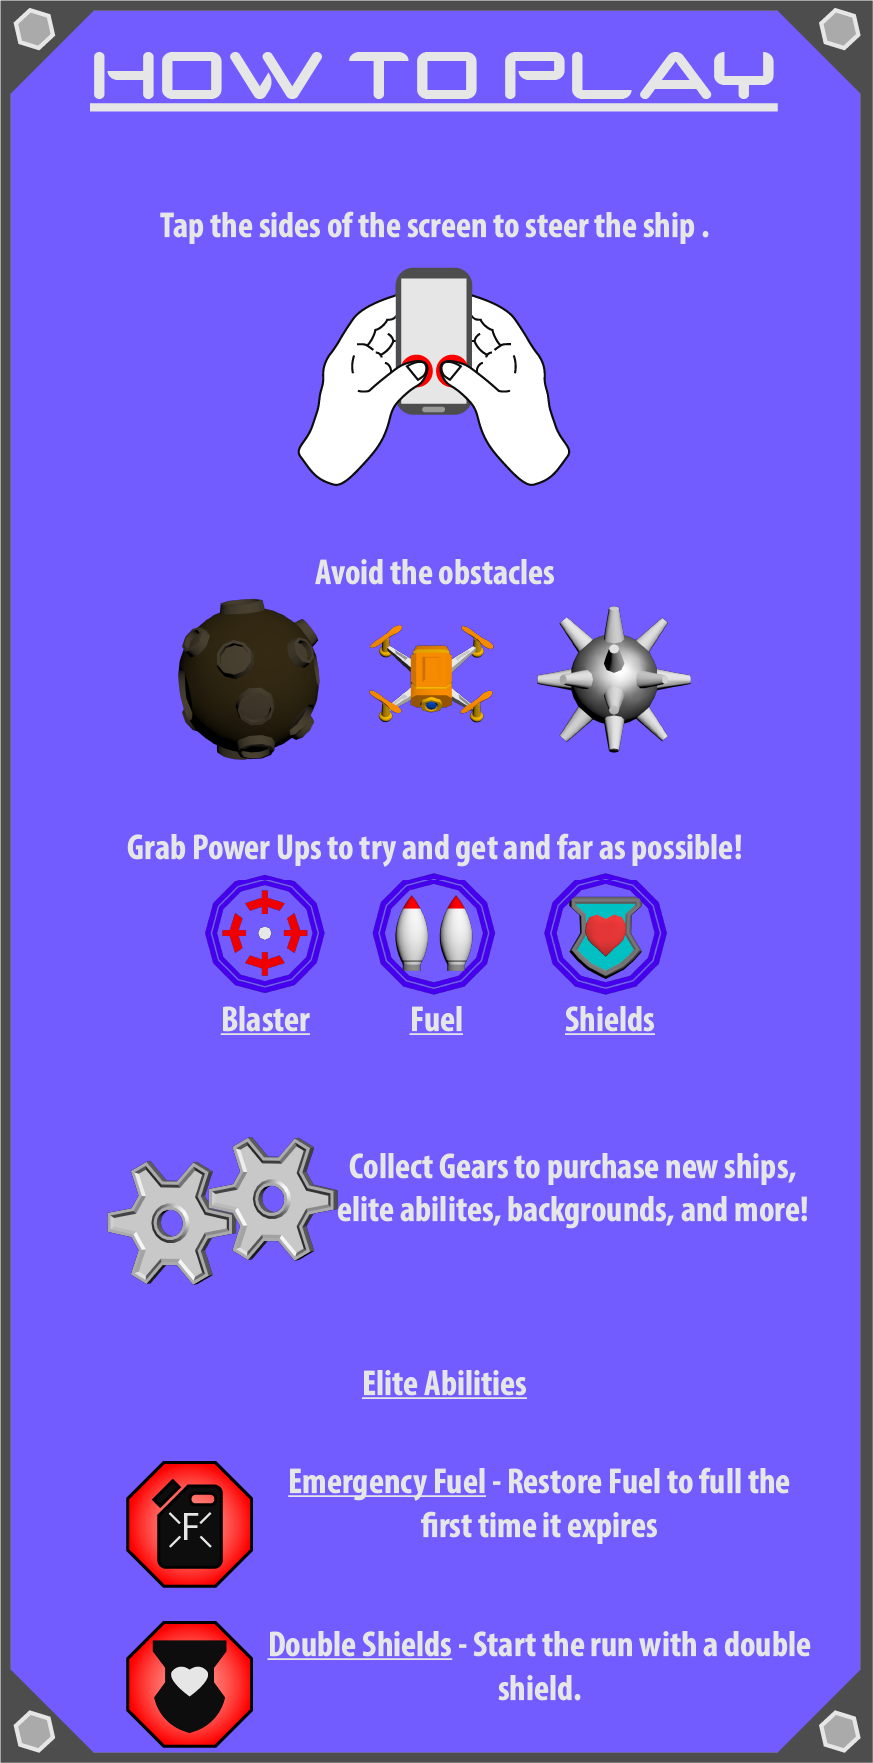 HOW TO PLAY
Tap the sides of the screen to steer the ship .
Avoid the obstacles
Grab Power Ups to try and get and far as possible!
Blaster Fuel Shields
Collect Gears to purchase new ships,
elite abilites, backgrounds, and more!
Elite Abilities
F
Emergency Fuel - Restore Fuel to full the
first time it expires
Double Shields - Start the run with a double
shield.